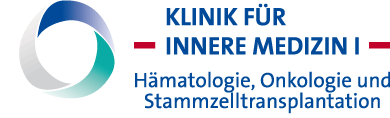 KLINIK FÜR
INNERE MEDIZIN I
Hämatologie, Onkologie und
Stammzelltransplantation